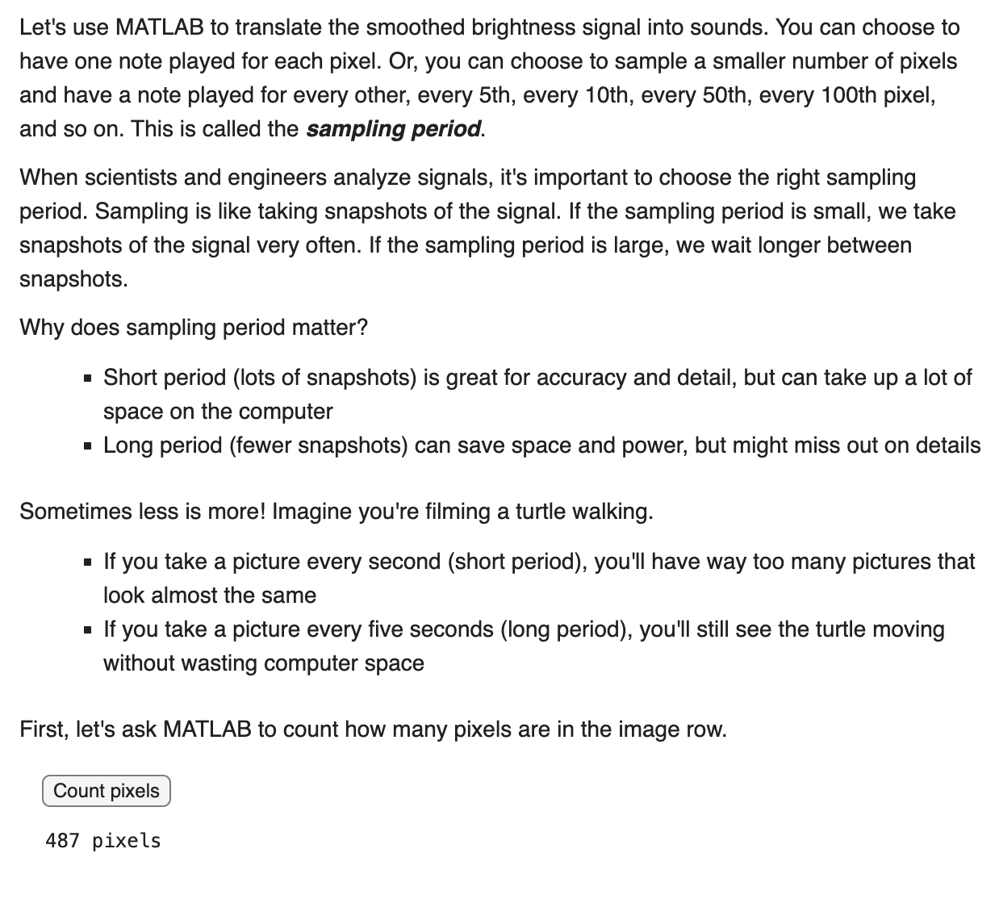 Let's use MATLAB to translate the smoothed brightness signal into sounds. You can choose to
have one note played for each pixel. Or, you can choose to sample a smaller number of pixels
and have a note played for every other, every 5th, every 10th, every 50th, every 100th pixel,
and so on. This is called the sampling period.
When scientists and engineers analyze signals, it's important to choose the right sampling
period. Sampling is like taking snapshots of the signal. If the sampling period is small, we take
snapshots of the signal very often. If the sampling period is large, we wait longer between
snapshots.
Why does sampling period matter?
▪ Short period (lots of snapshots) is great for accuracy and detail, but can take up a lot of
space on the computer
▪ Long period (fewer snapshots) can save space and power, but might miss out on details
Sometimes less is more! Imagine you're filming a turtle walking.
▪ If you take a picture every second (short period), you'll have way too many pictures that
look almost the same
▪ If you take a picture every five seconds (long period), you'll still see the turtle moving
without wasting computer space
First, let's ask MATLAB to count how many pixels are in the image row.
Count pixels
487 pixels